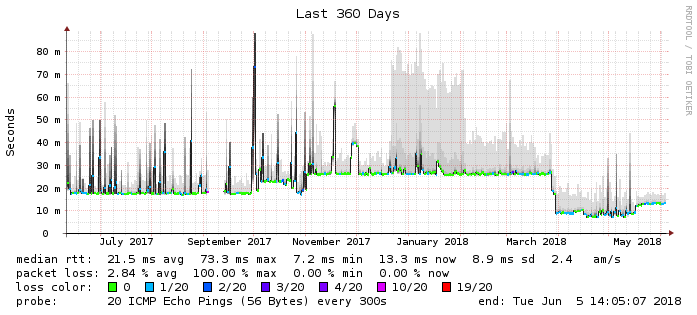 Last 360 Days
RRDTOOL / TOBI OETIKER
Seconds
80 m
70 m
60 m
50 m
40 m
30 m
20 m
10 m
0
July 2017 September 2017 November 2017 January 2018 March 2018 May 2018
median rtt: 21.5 ms avg 73.3 ms max 7.2 ms min 13.3 ms now 8.9 ms sd 2.4 am/s
packet loss: 2.84 % avg 100.00 % max 0.00 % min 0.00 % now
loss color: 0 1/20 2/20 3/20 4/20 10/20 19/20
probe: 20 ICMP Echo Pings (56 Bytes) every 300s end: Tue Jun 5 14:05:07 2018